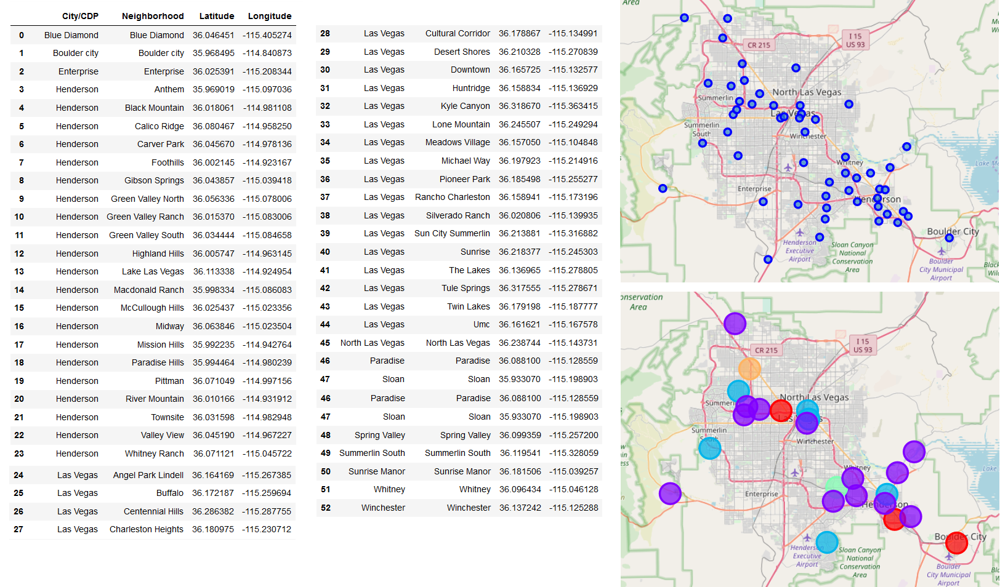 City/CDP Neighborhood Latitude Longitude
0 Blue Diamond Blue Diamond 36.046451 -115.405274
1 Boulder city Boulder city 35.968495 -114.840873
2 Enterprise Enterprise 36.025391 -115.208344
3 Henderson Anthem 35.969019 -115.097036
4 Henderson Black Mountain 36.018061 -114.981108
5 Henderson Calico Ridge 36.080467 -114.958250
6 Henderson Carver Park 36.045670 -114.978136
7 Henderson Foothills 36.002145 -114.923167
8 Henderson Gibson Springs 36.043857 -115.039418
9 Henderson Green Valley North 36.056336 -115.078006
10 Henderson Green Valley Ranch 36.015370 -115.083006
11 Henderson Green Valley South 36.034444 -115.084658
12 Henderson Highland Hills 36.005747 -114.963145
13 Henderson Lake Las Vegas 36.113338 -114.924954
14 Henderson Macdonald Ranch 35.998334 -115.086083
15 Henderson McCullough Hills 36.025437 -115.023356
16 Henderson Midway 36.063846 -115.023504
17 Henderson Mission Hills 35.992235 -114.942764
18 Henderson Paradise Hills 35.994464 -114.980239
19 Henderson Pittman 36.071049 -114.997156
20 Henderson River Mountain 36.010166 -114.931912
21 Henderson Townsite 36.031598 -114.982948
22 Henderson Valley View 36.045190 -114.967227
23 Henderson Whitney Ranch 36.071121 -115.045722
24 Las Vegas Angel Park Lindell 36.164169 -115.267385
25 Las Vegas Buffalo 36.172187 -115.259694
26 Las Vegas Centennial Hills 36.286382 -115.287755
27 Las Vegas Charleston Heights 36.180975 -115.230712
28 Las Vegas Cultural Corridor 36.178867 -115.134991
29 Las Vegas Desert Shores 36.210328 -115.270839
30 Las Vegas Downtown 36.165725 -115.132577
31 Las Vegas Huntridge 36.158834 -115.136929
32 Las Vegas Kyle Canyon 36.318670 -115.363415
33 Las Vegas Lone Mountain 36.245507 -115.249294
34 Las Vegas Meadows Village 36.157050 -115.104848
35 Las Vegas Michael Way 36.197923 -115.214916
36 Las Vegas Pioneer Park 36.185498 -115.255277
37 Las Vegas Rancho Charleston 36.158941 -115.173196
38 Las Vegas Silverado Ranch 36.020806 -115.139935
39 Las Vegas Sun City Summerlin 36.213881 -115.316882
40 Las Vegas Sunrise 36.218377 -115.245303
41 Las Vegas The Lakes 36.136965 -115.278805
42 Las Vegas Tule Springs 36.317555 -115.278671
43 Las Vegas Twin Lakes 36.179198 -115.187777
44 Las Vegas Umc 36.161621 -115.167578
45 North Las Vegas North Las Vegas 36.238744 -115.143731
46 Paradise Paradise 36.088100 -115.128559
47 Sloan Sloan 35.933070 -115.198903
46 Paradise Paradise 36.088100 -115.128559
47 Sloan Sloan 35.933070 -115.198903
48 Spring Valley Spring Valley 36.099359 -115.257200
49 Summerlin South Summerlin South 36.119541 -115.328059
50 Sunrise Manor Sunrise Manor 36.181506 -115.039257
51 Whitney Whitney 36.096434 -115.046128
52 Winchester Winchester 36.137242 -115.125288
Area
I 15
US 93
CR 215
North Las Vegas
Summerlin
Las Vegas
Summerlin
South
Winchester
Whitney
Lake
Enterprise
Henderson
Boulder City
Henderson
Executive
Airport
Sloan Canyon
National
Conservation
Area
Boulder
City Municipal
Airport
Area
I 15
US 93
CR 215
North Las Vegas
Summerlin
South
Winchester
Whitney
Lake
Enterprise
Henderson
Boulder City
Henderson
Executive
Airport
Sloan Canyon
National
Conservation
Area
Boulder
City Municipal
Airport